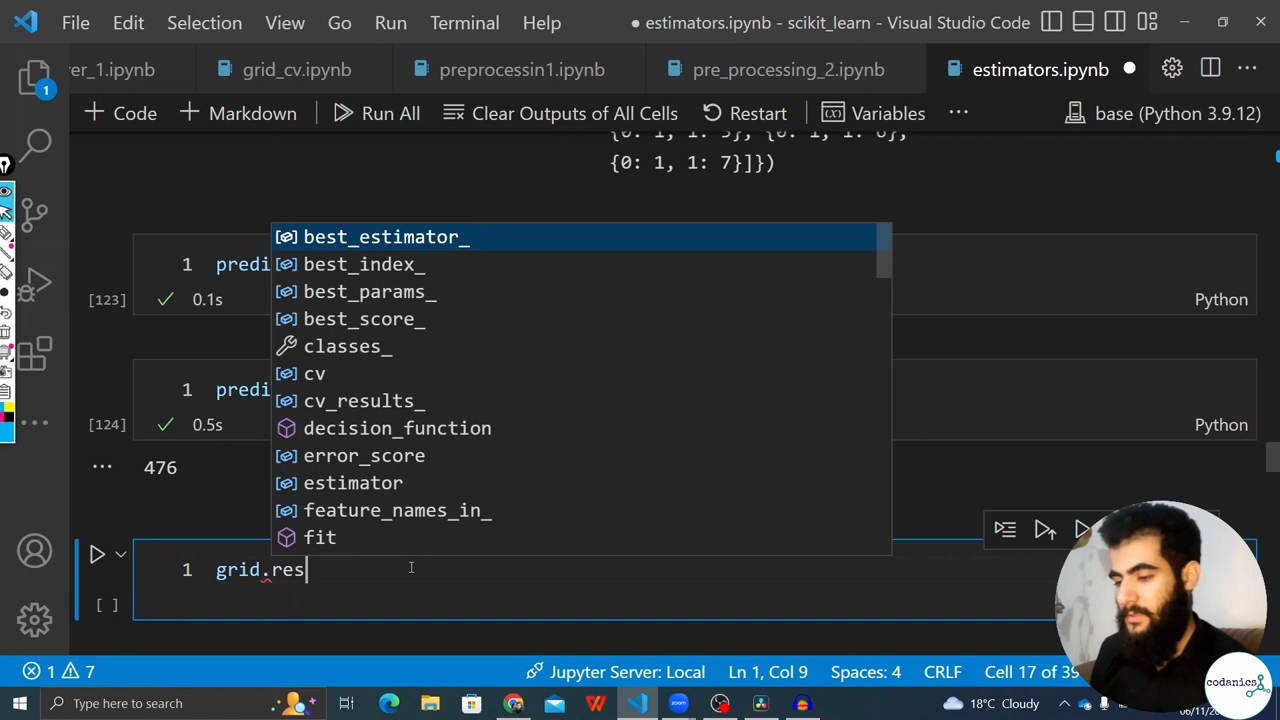 File Edit Selection View Go Run Terminal Help
estimators.ipynb - scikit_learn - Visual Studio Code
er_1.ipynb grid_cv.ipynb preprocessin1.ipynb pre_processing_2.ipynb estimators.ipynb
1
+ Code + Markdown Run All Clear Outputs of All Cells Restart Variables ... base (Python 3.9.12)
{0: 1, 1: 7}]})
best_estimator_
1 predi
best_index_
best_params_
[123] 0.1s Python
best_score_
classes_
cv
1 predi
cv_results_
decision_function
[124] 0.5s Python
error_score
... 476
estimator
feature_names_in_
fit
1 grid.res
[ ]
1 7 Jupyter Server: Local Ln 1, Col 9 Spaces: 4 CRLF Cell 17 of
codanics
Type here to search 18°C Cloudy
06/11/